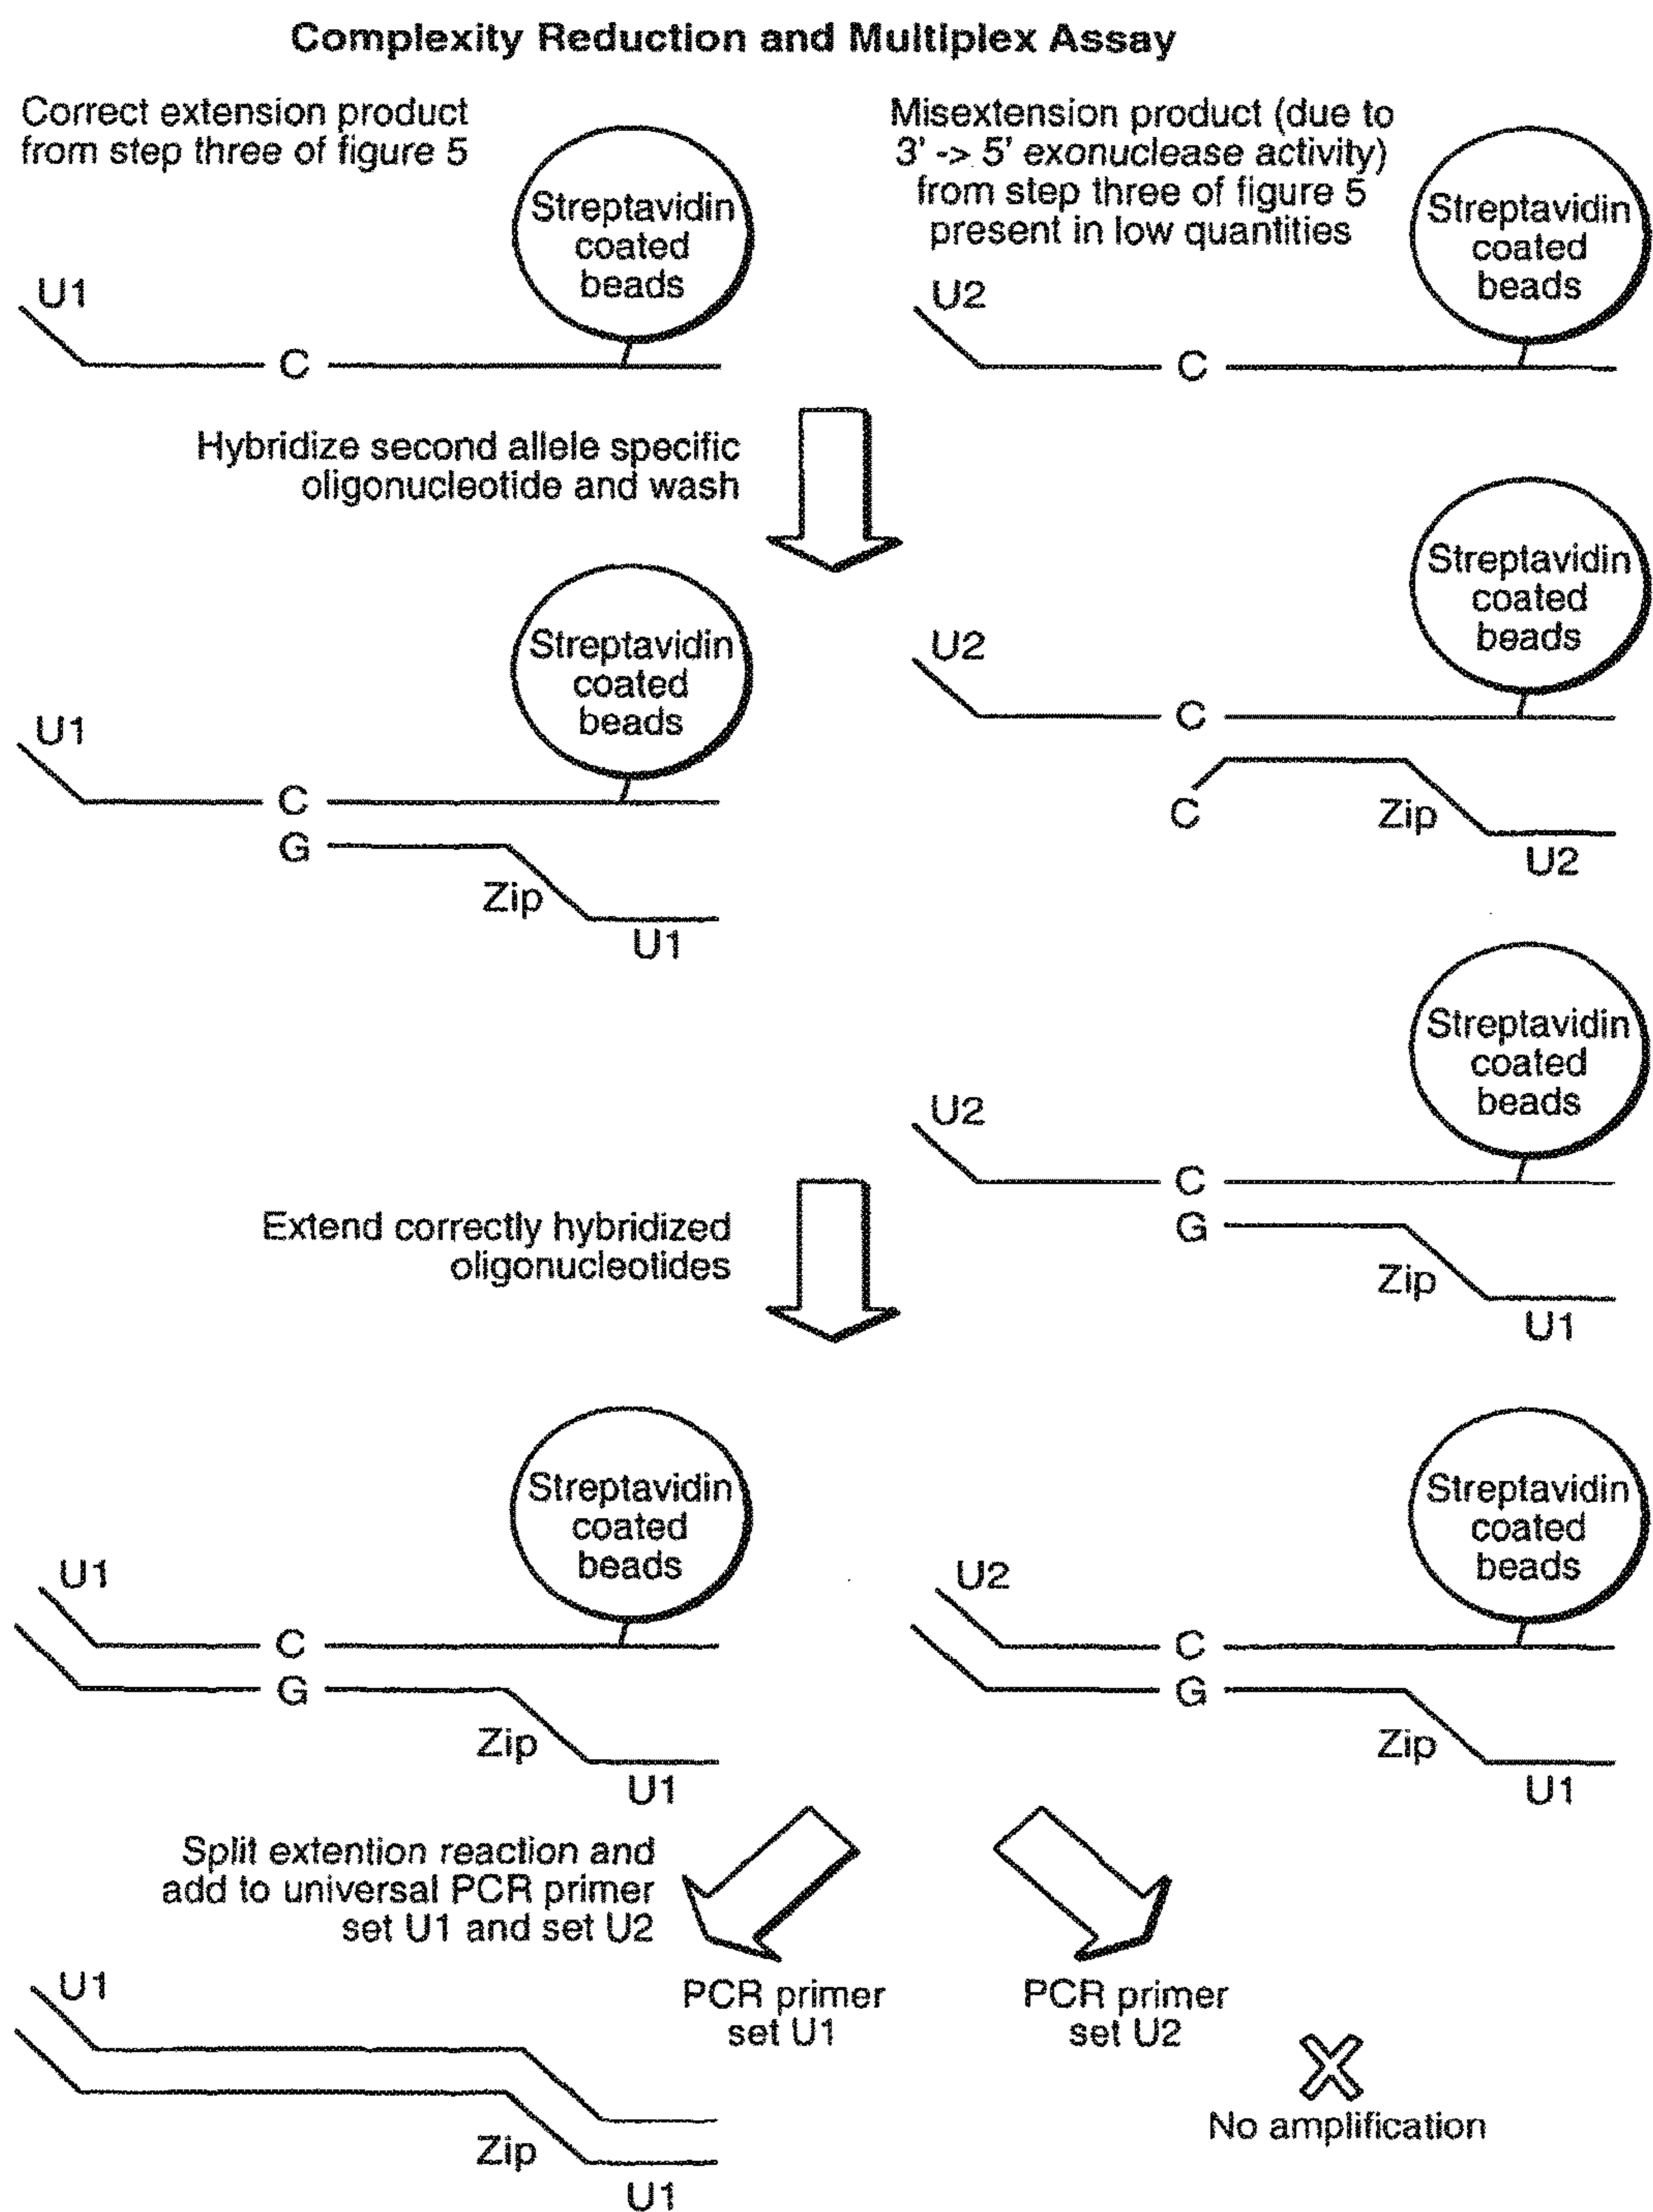 Complexity Reduction and Multiplex Assay
Correct extension product
from step three of figure 5
Streptavidin
coated
beads
U1
C
Misextension product (due to
3' -> 5' exonuclease activity)
from step three of figure 5
present in low quantities
Streptavidin
coated
beads
U2
C
Hybridize second allele specific
oligonucleotide and wash
Streptavidin
coated
beads
U1
C
G
Zip
U1
Streptavidin
coated
beads
U2
C
C
Zip
U2
Streptavidin
coated
beads
U2
C
G
Zip
U1
Extend correctly hybridized
oligonucleotides
Streptavidin
coated
beads
U1
C
G
Zip
U1
Streptavidin
coated
beads
U2
C
G
Zip
U1
Split extention reaction and
add to universal PCR primer
set U1 and set U2
PCR primer
set U1
PCR primer
set U2
U1
Zip
U1
No amplification